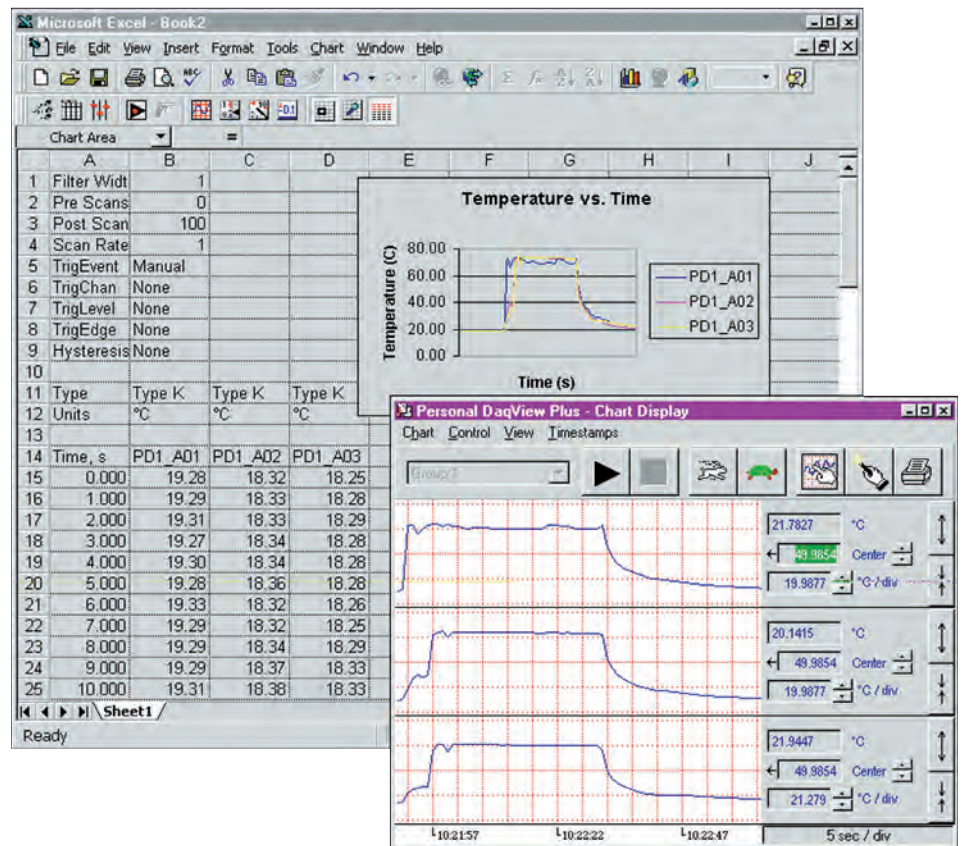 Microsoft Excel - Book2
File Edit View Insert Format Tools Chart Window Help
Chart Area =
A B C D E F G H I J
1 Filter Widt 1
2 Pre Scans 0
3 Post Scan 100
4 Scan Rate 1
5 TrigEvent Manual
6 TrigChan None
7 TrigLevel None
8 TrigEdge None
9 Hysteresis None
10
11 Type Type K Type K Type K
12 Units °C °C °C
13
14 Time, s PD1_A01 PD1_A02 PD1_A03
15 0.000 19.28 18.32 18.25
16 1.000 19.29 18.33 18.28
17 2.000 19.31 18.33 18.29
18 3.000 19.27 18.34 18.28
19 4.000 19.30 18.34 18.28
20 5.000 19.28 18.36 18.28
21 6.000 19.33 18.32 18.26
22 7.000 19.29 18.32 18.25
23 8.000 19.29 18.34 18.29
24 9.000 19.29 18.37 18.33
25 10.000 19.31 18.38 18.33
Sheet1
Ready
Temperature vs. Time
Temperature (C)
80.00
60.00
40.00
20.00
0.00
PD1_A01
PD1_A02
PD1_A03
Time (s)
Personal DaqView Plus - Chart Display
Chart Control View Timestamps
Group1
21.7827 °C
49.9854 Center
19.9877 °C / div
20.1415 °C
49.9854 Center
19.9877 °C / div
21.9447 °C
49.9854 Center
21.279 °C / div
10:21:57 10:22:22 10:22:47 5 sec / div